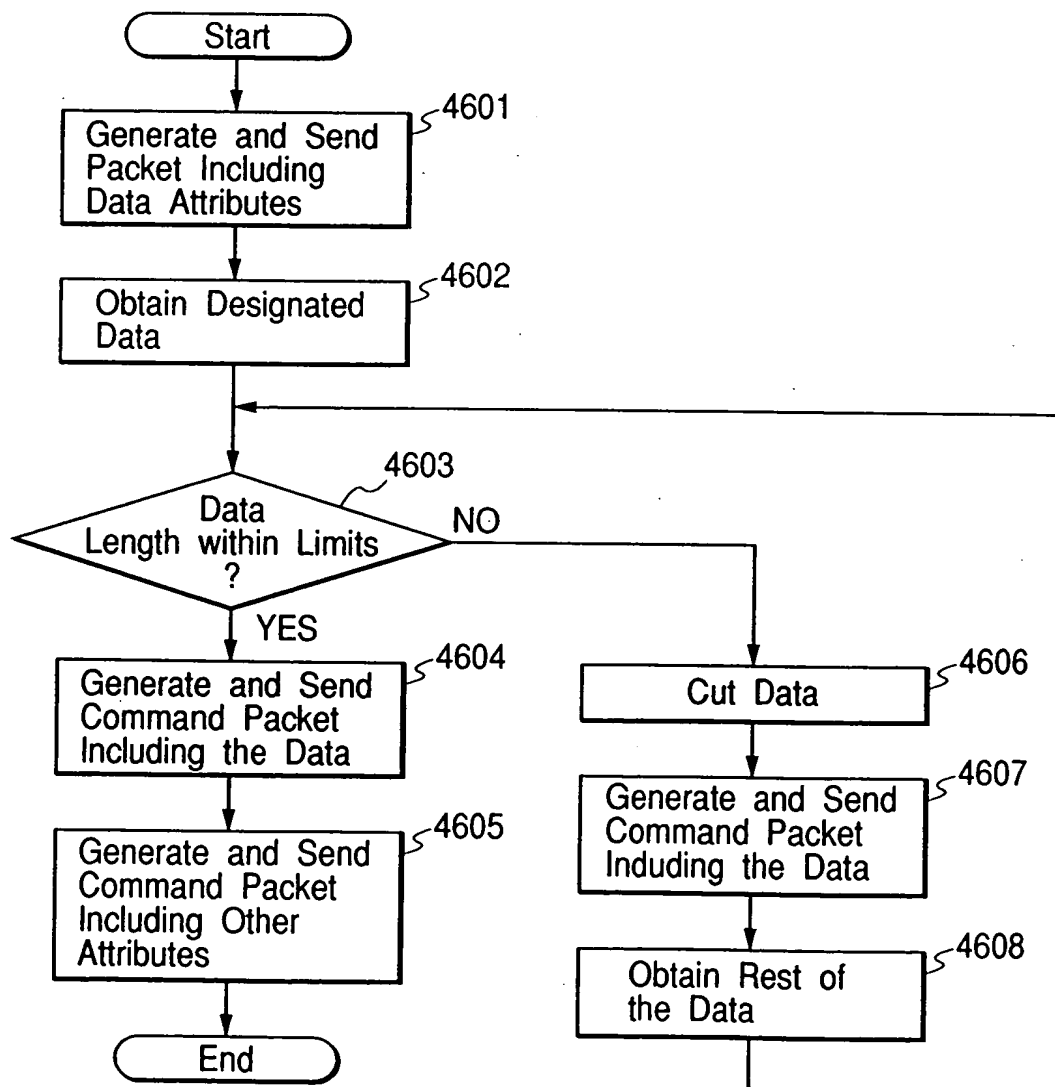 Start
4601
Generate and Send
Packet Including
Data Attributes
4602
Obtain Designated
Data
4603
Data
Length within Limits
?
NO
YES
4604
Generate and Send
Command Packet
Including the Data
4605
Generate and Send
Command Packet
Including Other
Attributes
End
4606
Cut Data
4607
Generate and Send
Command Packet
Induding the Data
4608
Obtain Rest of
the Data